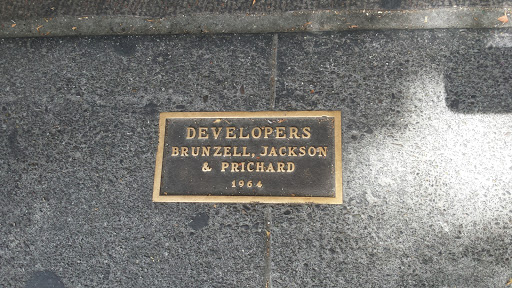 DEVELOPERS
BRUNZELL, JACKSON
& PRICHARD
1964